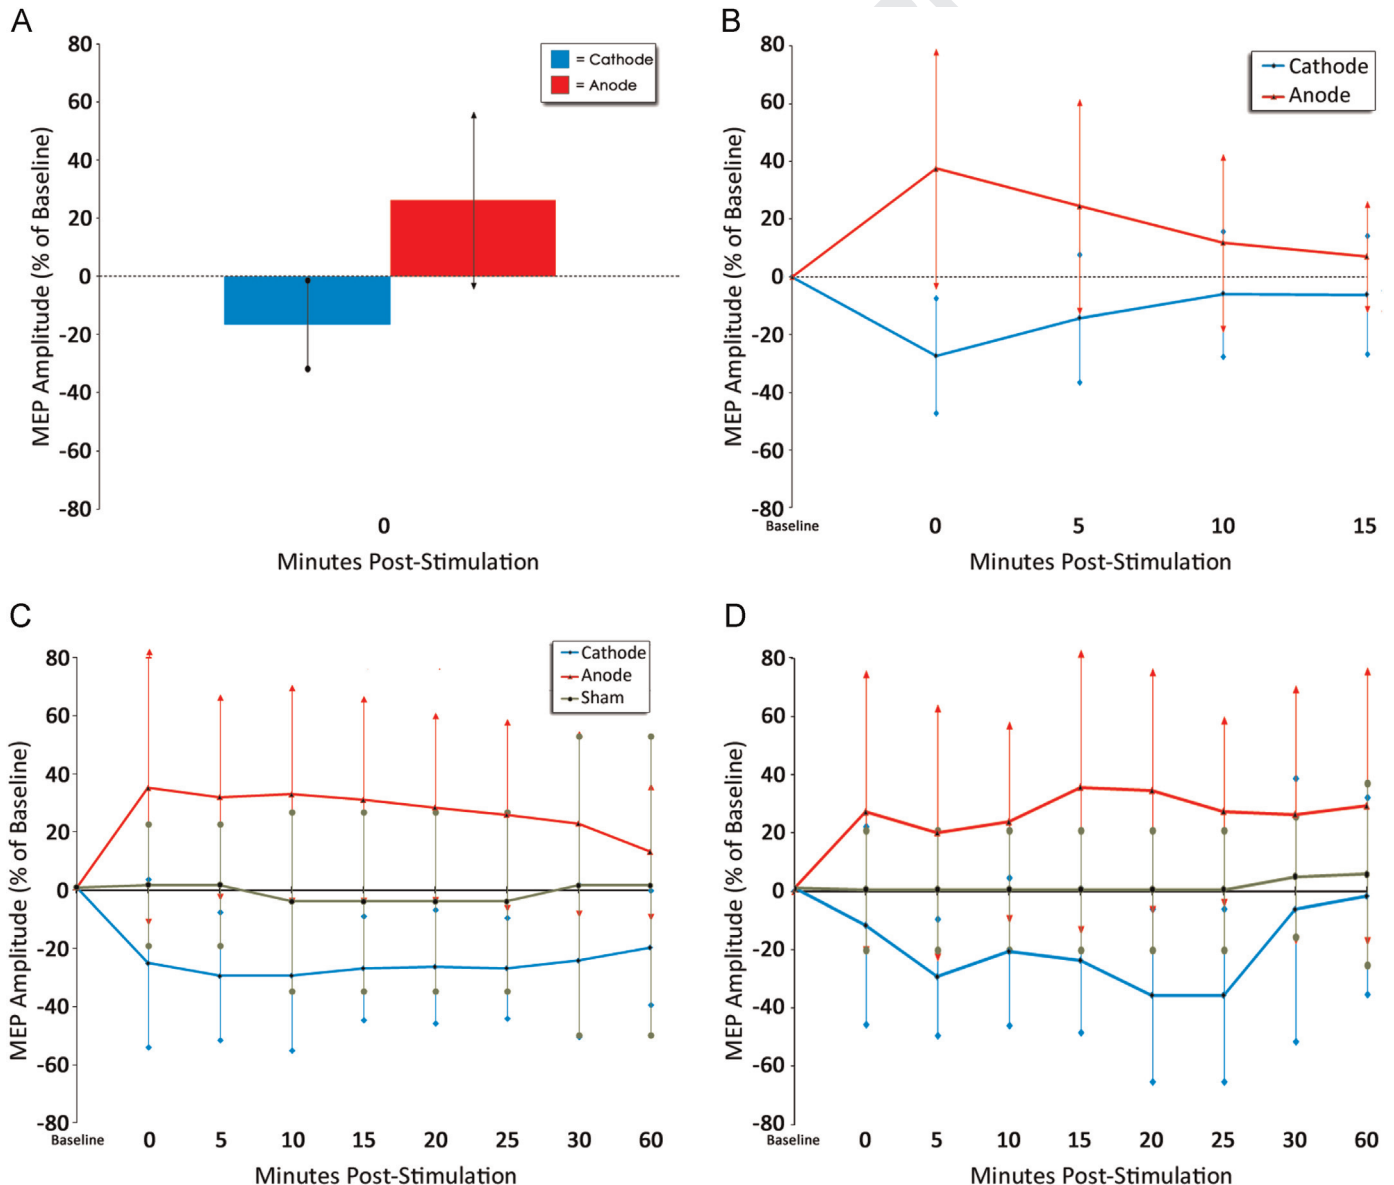 A
MEP Amplitude (% of Baseline)
80
60
40
20
0
-20
-40
-60
-80
= Cathode
= Anode
0
Minutes Post-Stimulation
B
MEP Amplitude (% of Baseline)
80
60
40
20
0
-20
-40
-60
-80
Cathode
Anode
Baseline 0 5 10 15
Minutes Post-Stimulation
C
MEP Amplitude (% of Baseline)
80
60
40
20
0
-20
-40
-60
-80
Cathode
Anode
Sham
Baseline 0 5 10 15 20 25 30 60
Minutes Post-Stimulation
D
MEP Amplitude (% of Baseline)
80
60
40
20
0
-20
-40
-60
-80
Baseline 0 5 10 15 20 25 30 60
Minutes Post-Stimulation